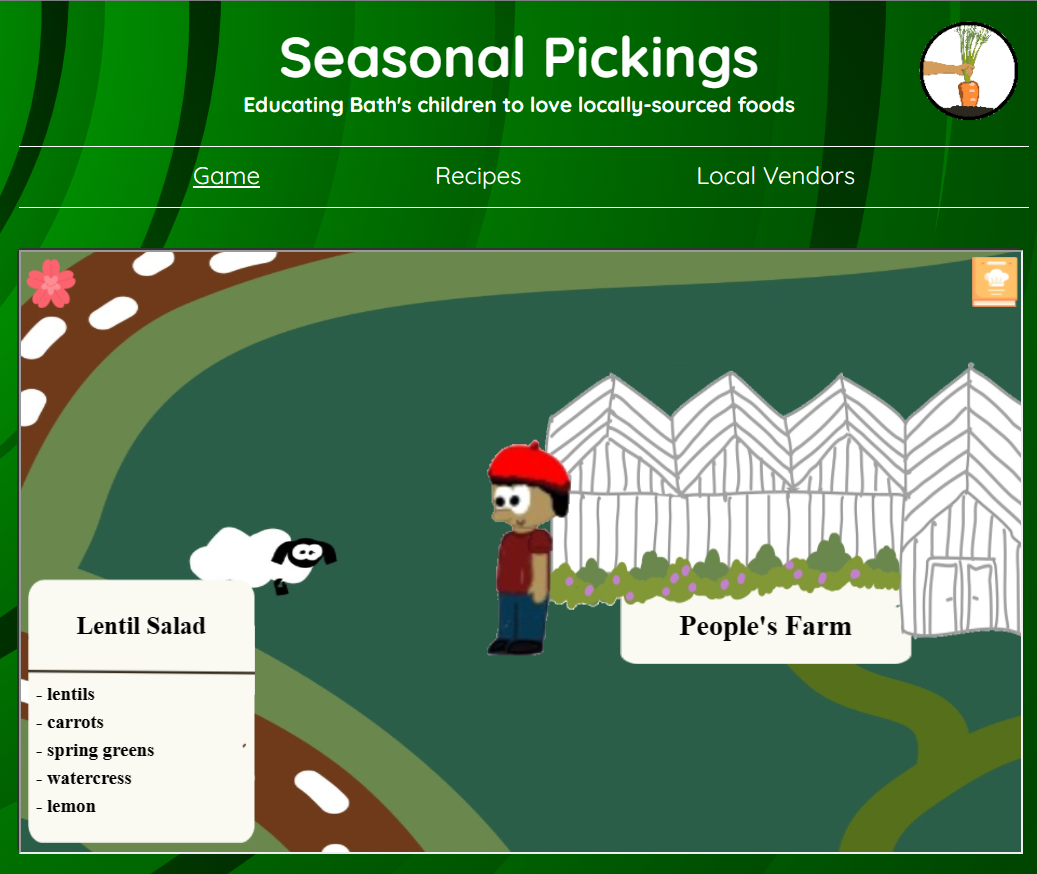 Seasonal Pickings
Educating Bath's children to love locally-sourced foods
Game Recipes Local Vendors
People's Farm
Lentil Salad
- lentils
- carrots
- spring greens
- watercress
- lemon